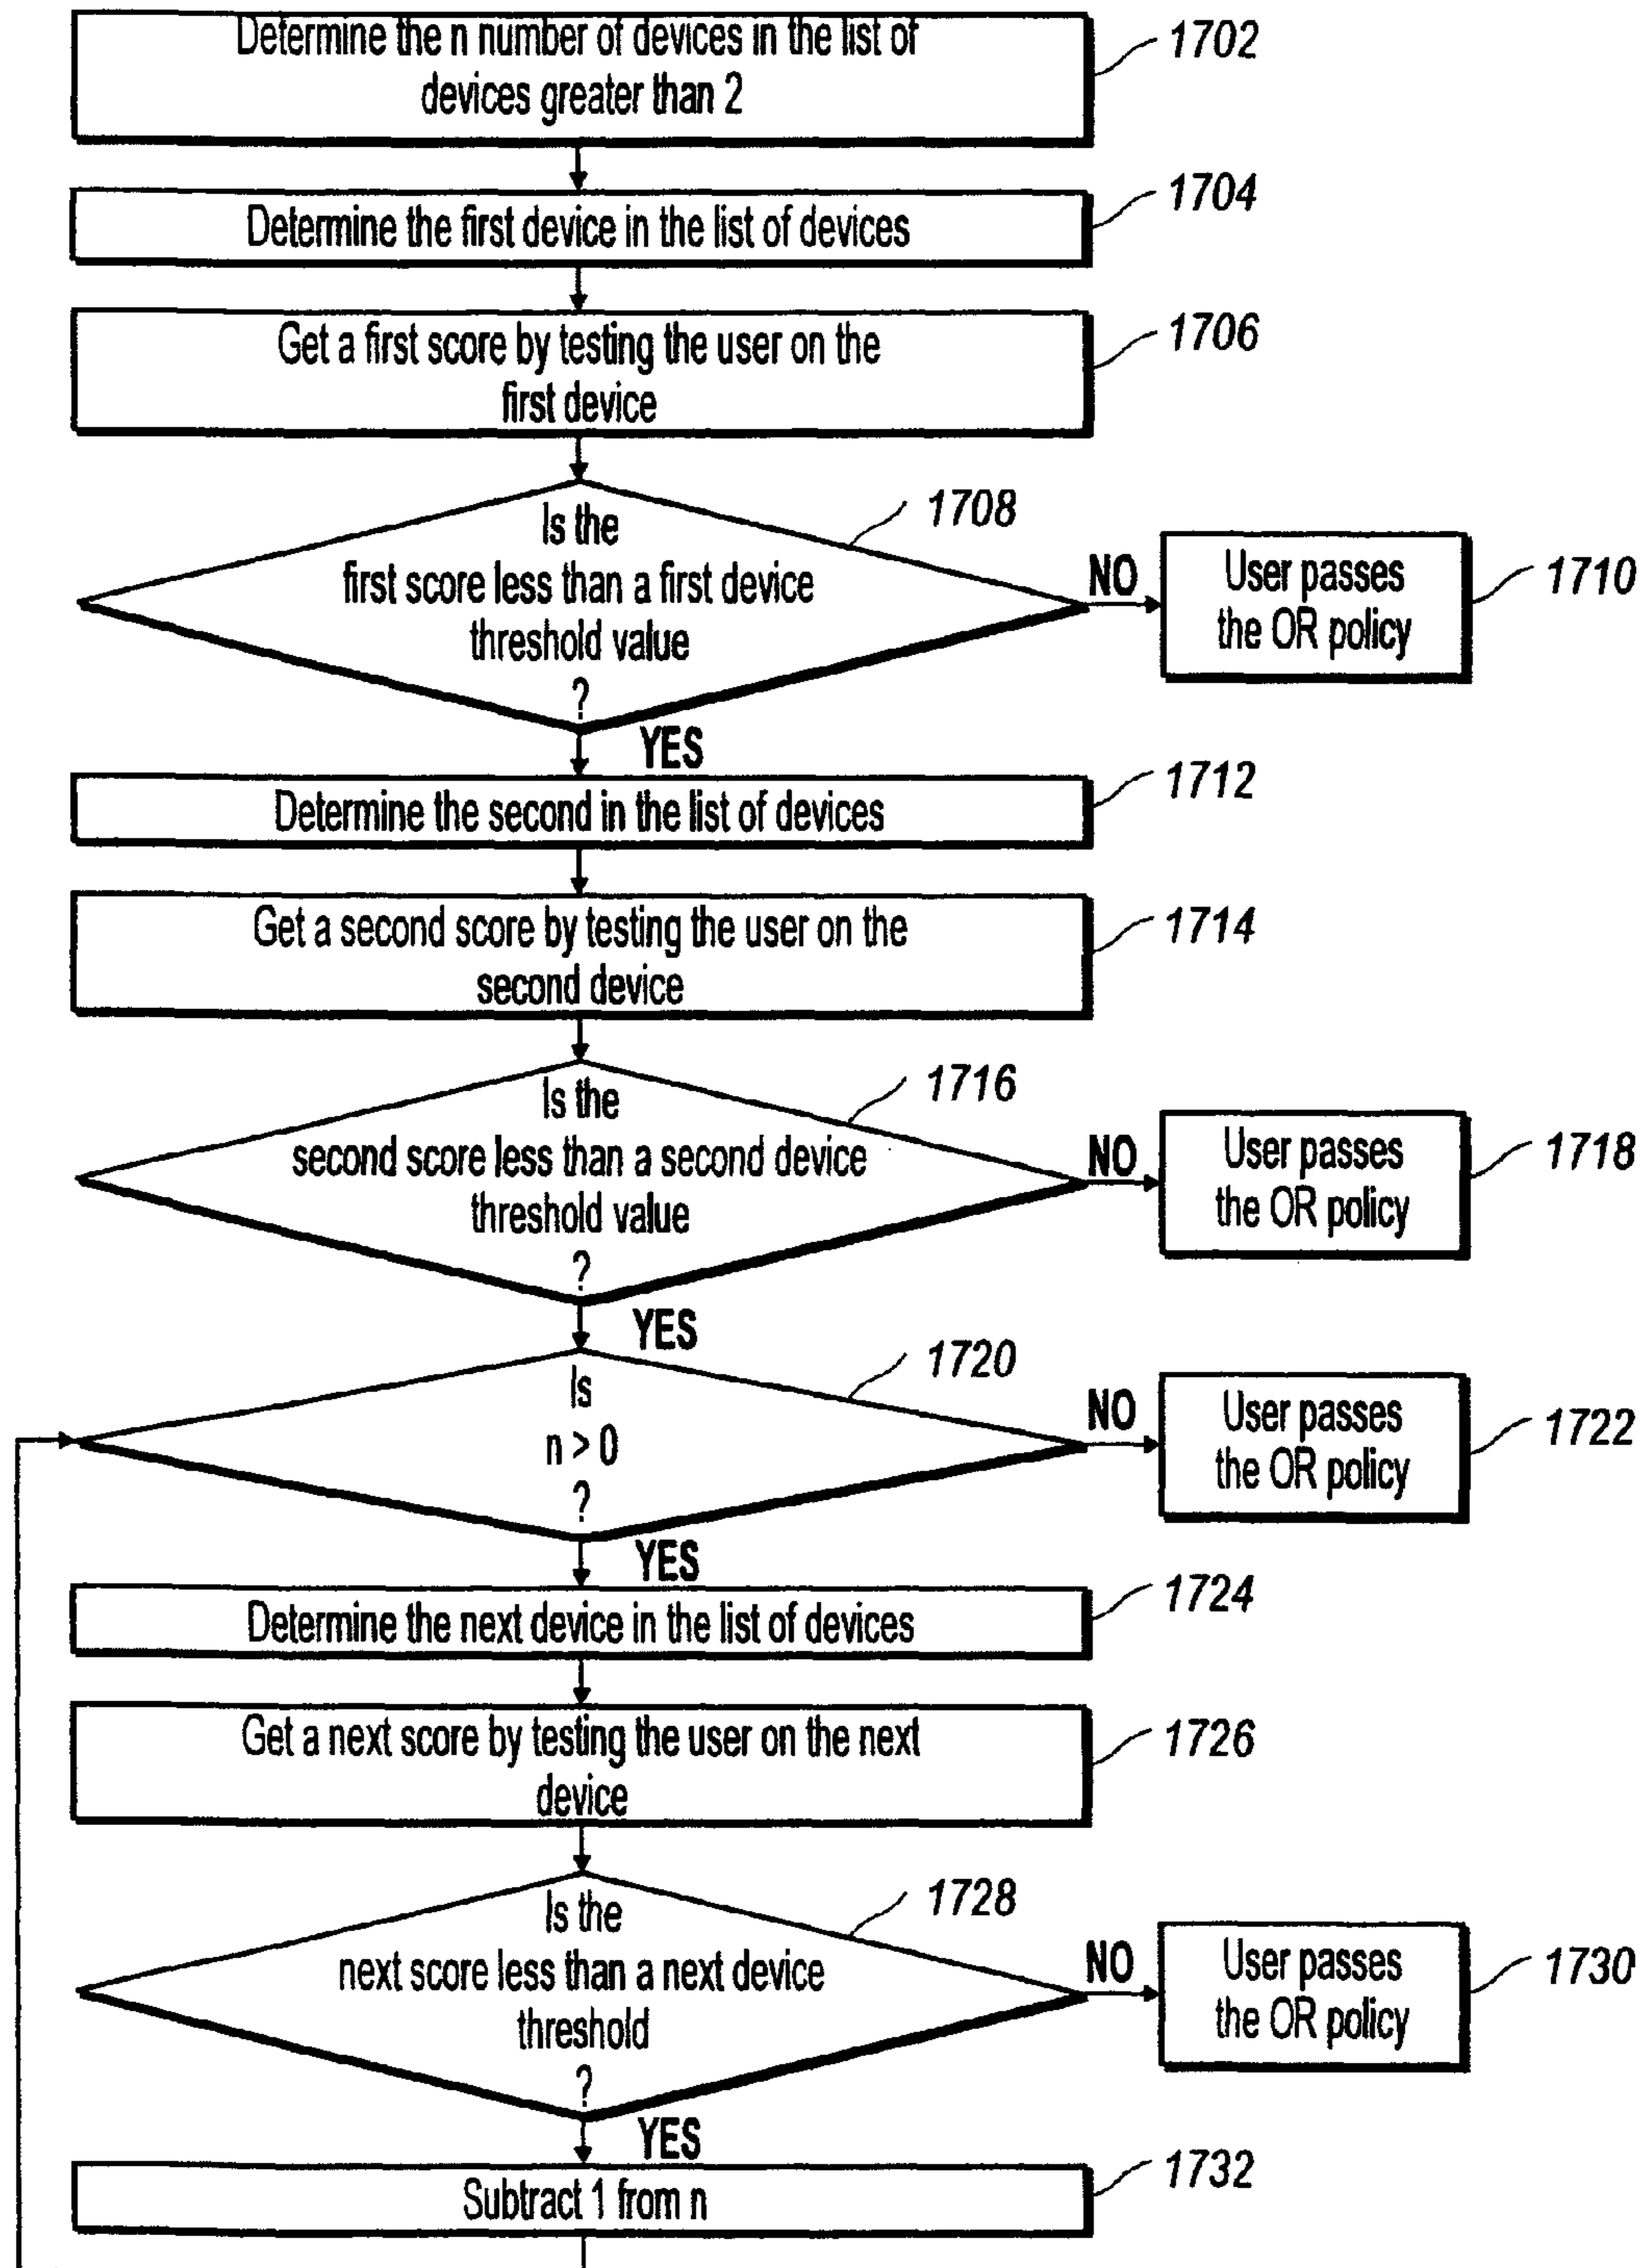 Determine the n number of devices in the list of
devices greater than 2
1702
Determine the first device in the list of devices
1704
Get a first score by testing the user on the
first device
1706
Is the
first score less than a first device
threshold value
?
1708
NO
User passes
the OR policy
1710
YES
Determine the second in the list of devices
1712
Get a second score by testing the user on the
second device
1714
Is the
second score less than a second device
threshold value
?
1716
NO
User passes
the OR policy
1718
YES
Is
n > 0
?
1720
NO
User passes
the OR policy
1722
YES
Determine the next device in the list of devices
1724
Get a next score by testing the user on the next
device
1726
Is the
next score less than a next device
threshold
?
1728
NO
User passes
the OR policy
1730
YES
Subtract 1 from n
1732